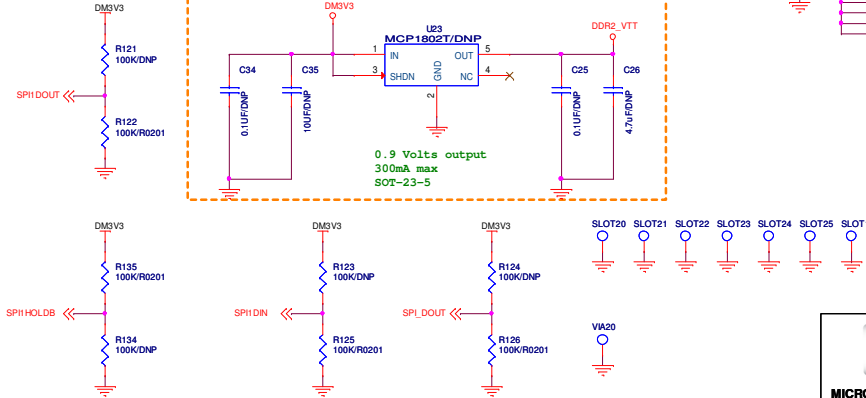 DM3V3
R121
100K/DNP
SPI1DOUT
R122
100K/R0201
DM3V3
U23
MCP1802T/DNP
DDR2_VTT
1
IN
OUT
5
3
SHDN
GND
NC
4
2
C34
0.1UF/DNP
C35
10UF/DNP
C25
0.1UF/DNP
C26
4.7uF/DNP
0.9 Volts output
300mA max
SOT-23-5
DM3V3
R135
100K/R0201
SPI1HOLDB
R134
100K/DNP
DM3V3
R123
100K/DNP
SPI1DIN
R125
100K/R0201
DM3V3
R124
100K/DNP
SPI_DOUT
R126
100K/R0201
SLOT20 SLOT21 SLOT22 SLOT23 SLOT24 SLOT25 SLOT
VIA20
MICRO